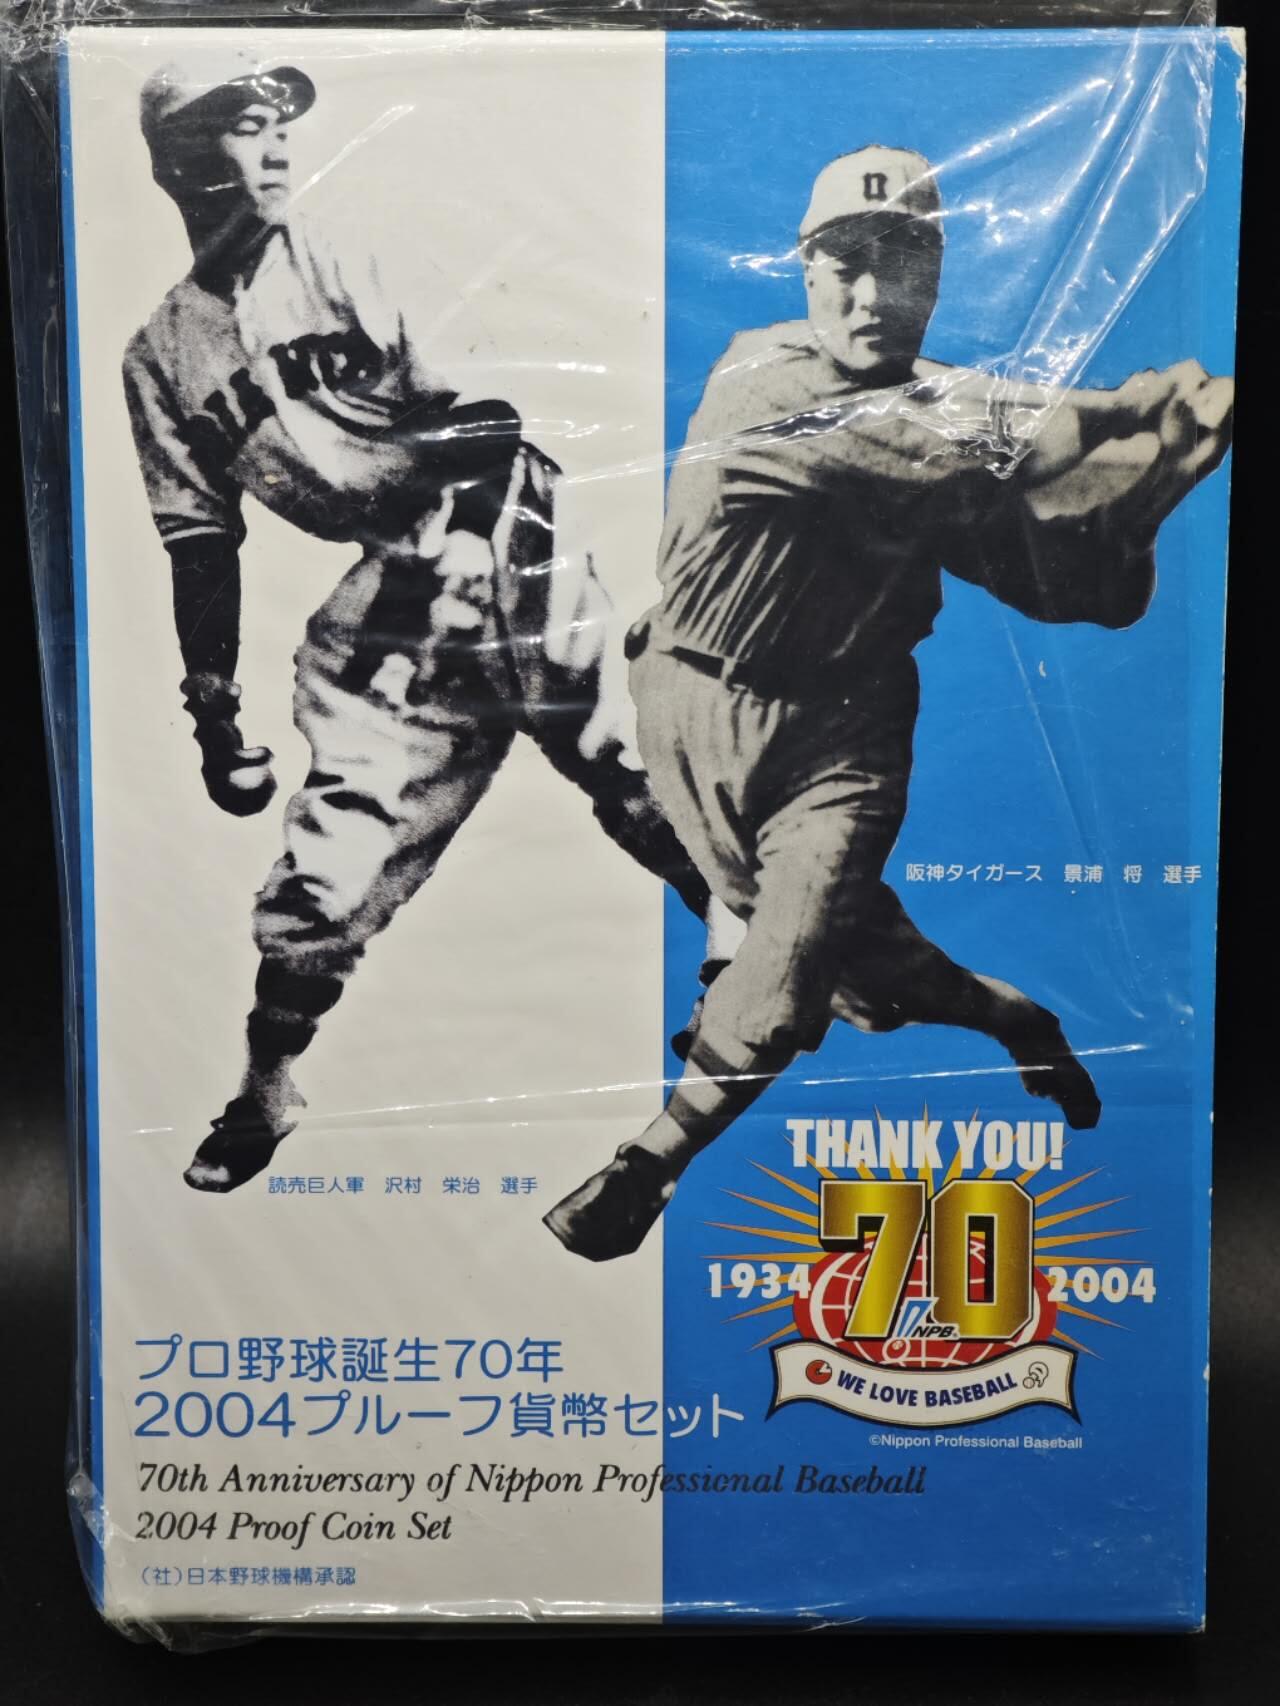 阪神タイガース 景浦 将 選手
読売巨人軍 沢村 栄治 選手
THANK YOU!
70
1934 2004
NPB
WE LOVE BASEBALL
©Nippon Professional Baseball
プロ野球誕生70年
2004プルーフ貨幣セット
70th Anniversary of Nippon Professional Baseball
2004 Proof Coin Set
(社)日本野球機構承認